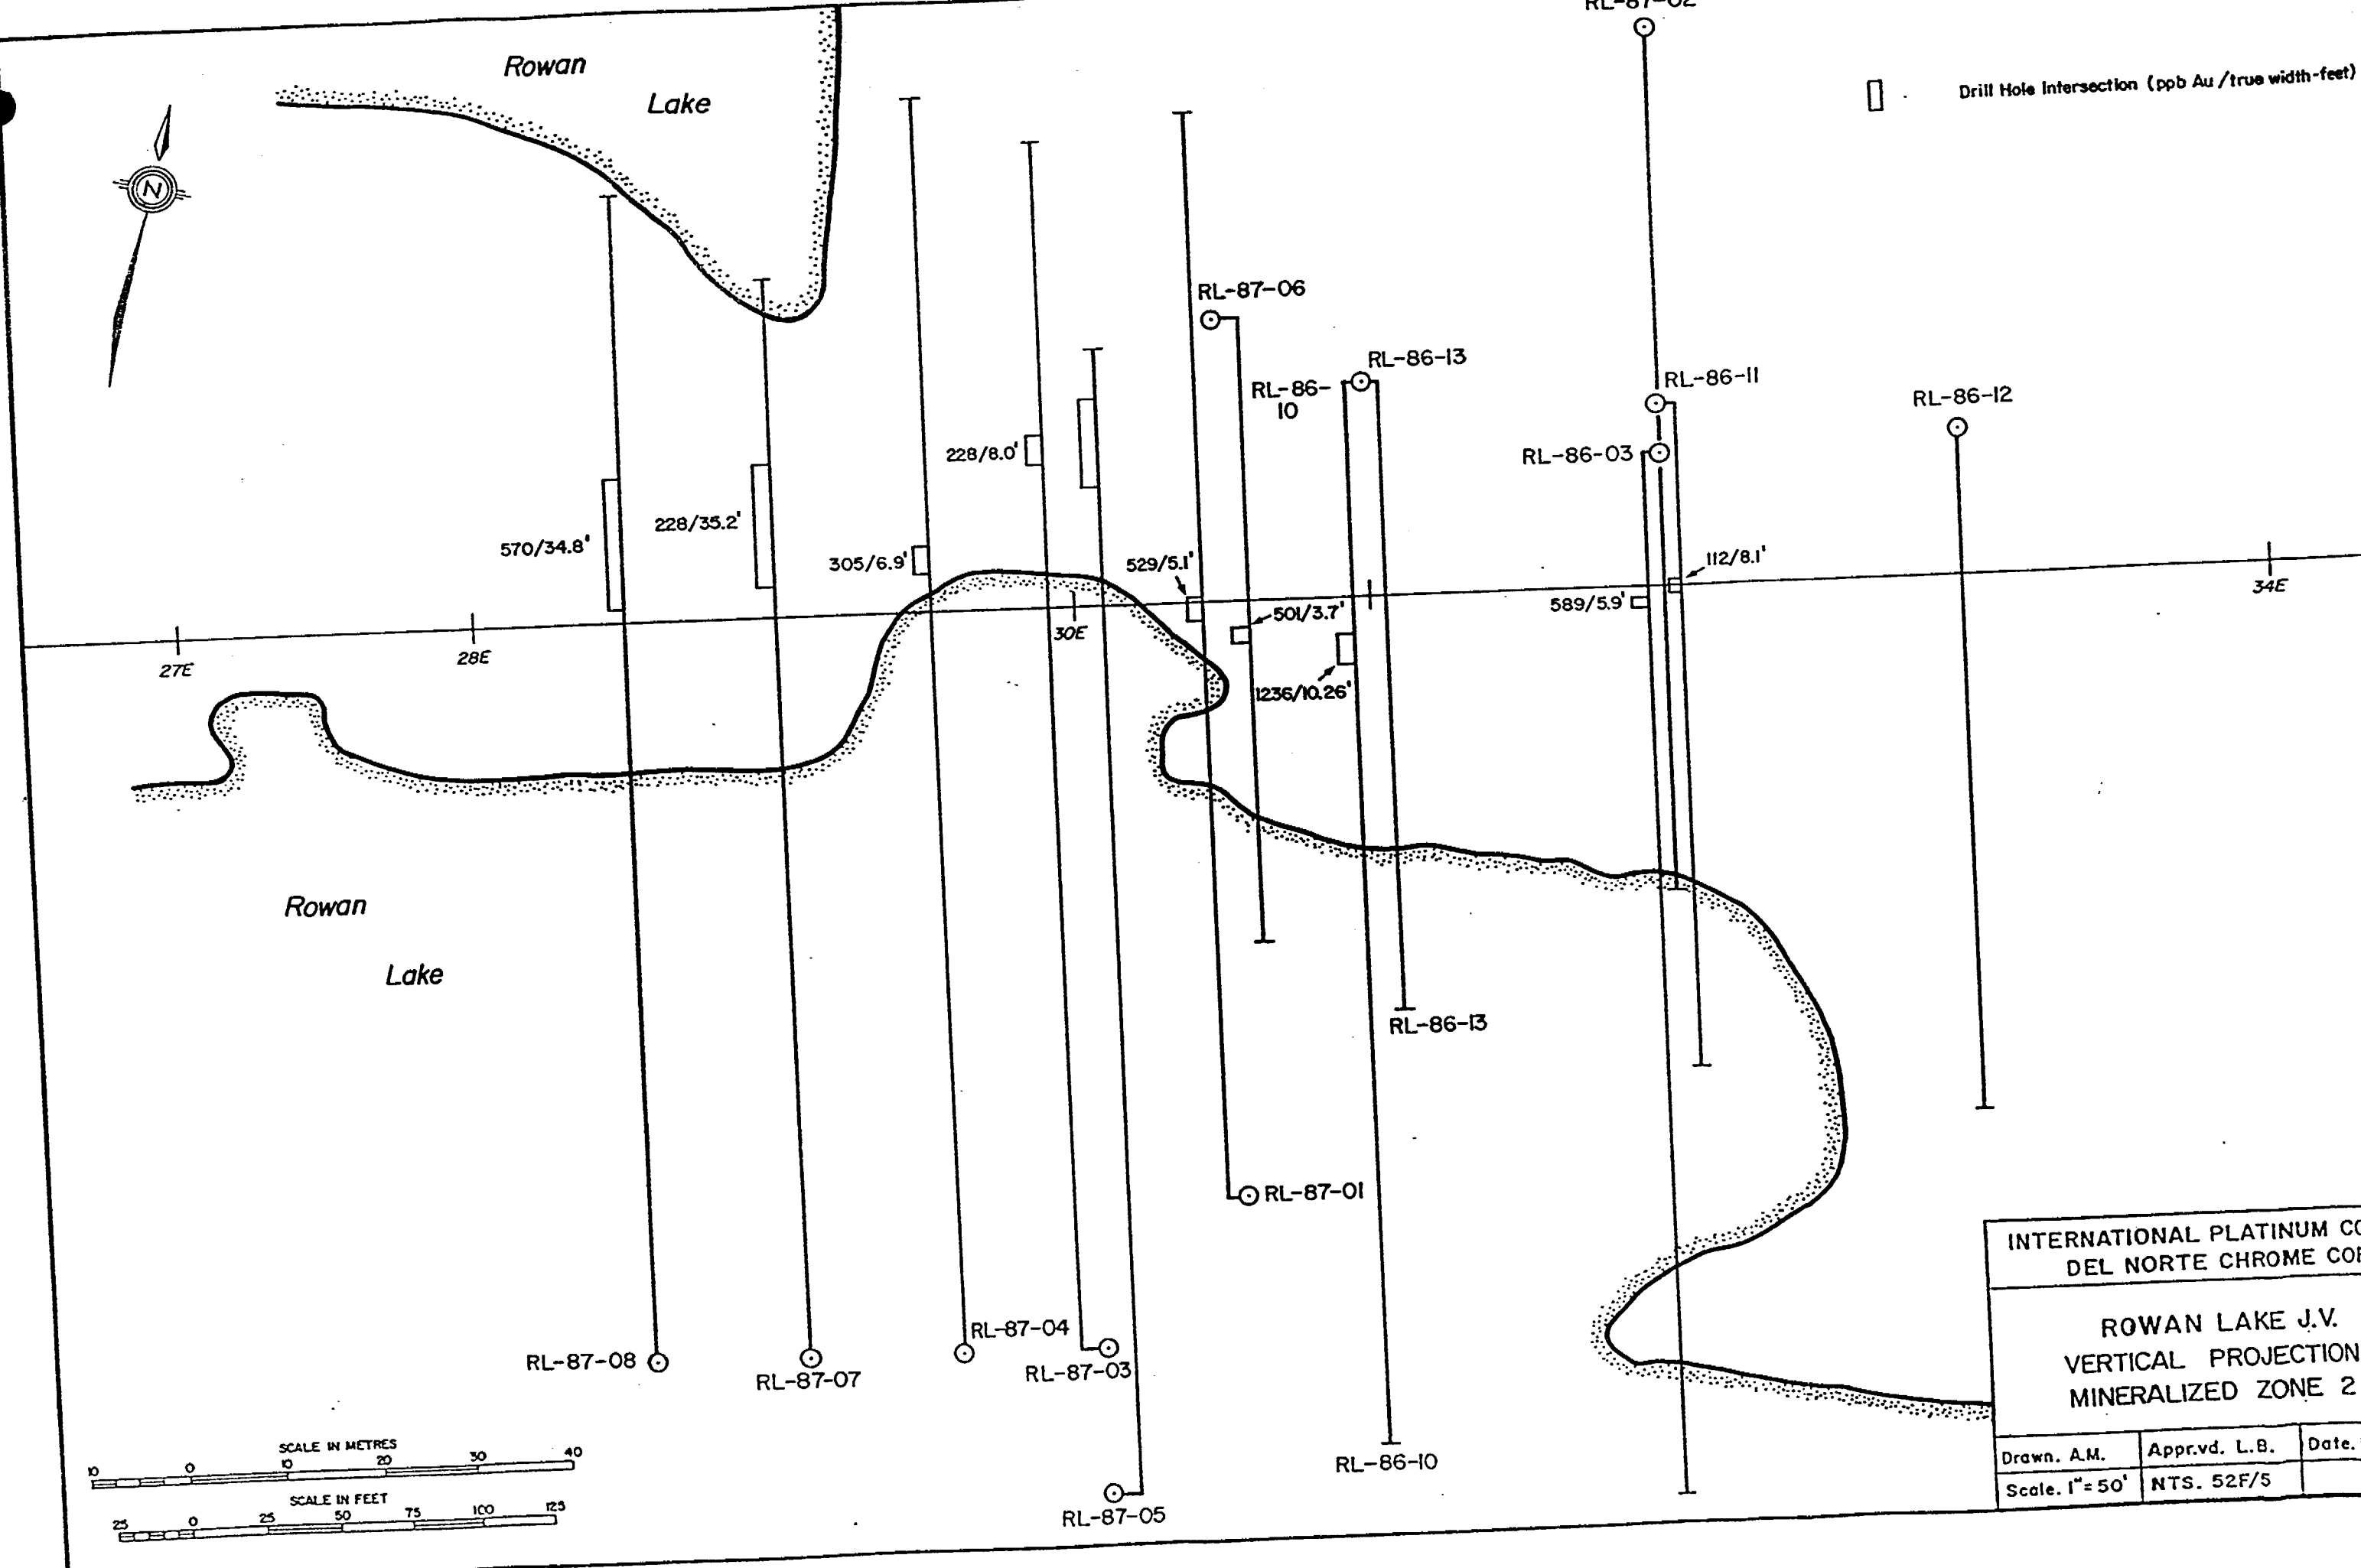 RL-87-02
Rowan
Lake
Drill Hole Intersection (ppb Au/true width-feet)
N
RL-87-06
RL-86-13
RL-86-
10
RL-86-11
RL-86-12
RL-86-03
228/8.0'
570/34.8'
228/35.2'
305/6.9'
529/5.1'
501/3.7'
1236/10.26'
112/8.1'
589/5.9'
27E
28E
30E
34E
Rowan
Lake
RL-86-13
RL-87-01
RL-87-04
RL-87-08
RL-87-07
RL-87-03
RL-86-10
RL-87-05
SCALE IN METRES
10 0 10 20 30 40
SCALE IN FEET
25 0 25 50 75 100 125
INTERNATIONAL PLATINUM
DEL NORTE CHROME
ROWAN LAKE J.V.
VERTICAL PROJECTION
MINERALIZED ZONE 2
Drawn. A.M. Appr.vd. L.B. Date.
Scale. 1"=50' NTS. 52F/5